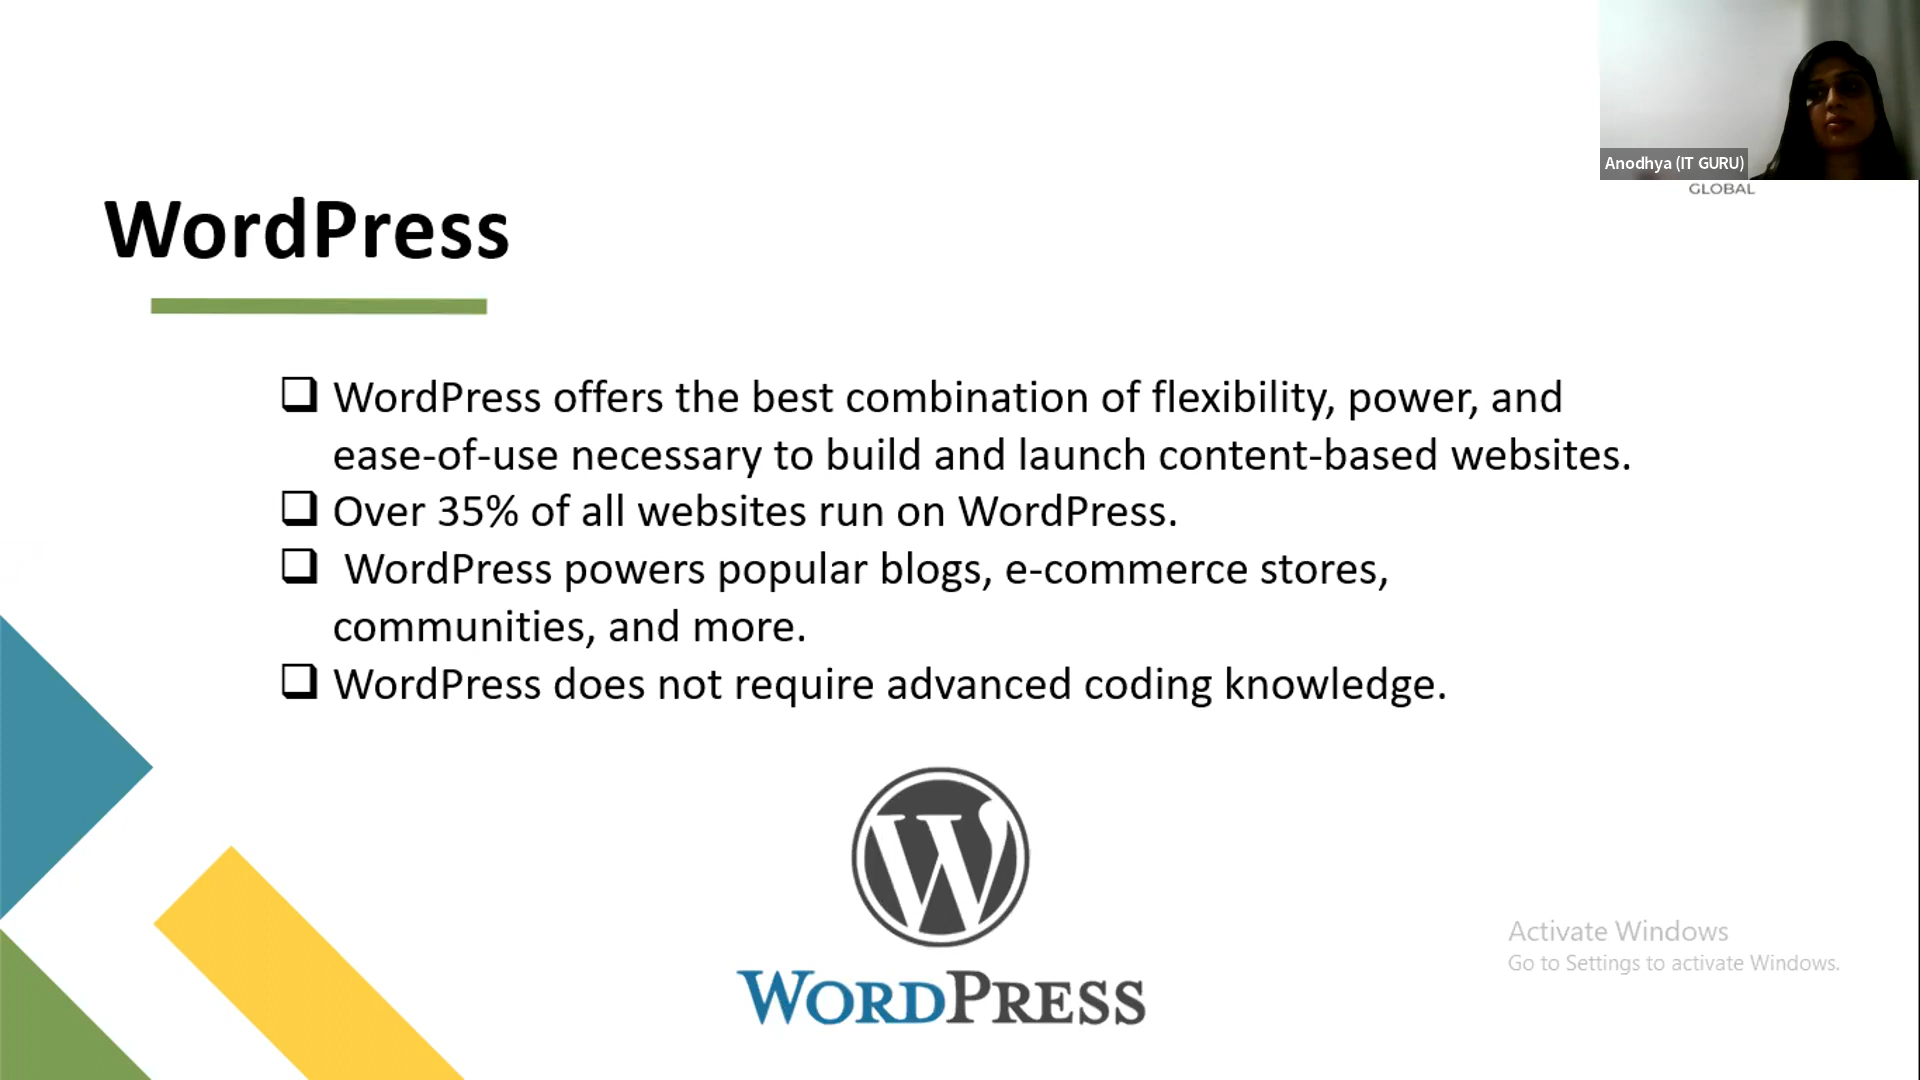 Anodhya (IT GURU)
GLOBAL
WordPress
WordPress offers the best combination of flexibility, power, and
ease-of-use necessary to build and launch content-based websites.
Over 35% of all websites run on WordPress.
WordPress powers popular blogs, e-commerce stores,
communities, and more.
WordPress does not require advanced coding knowledge.
W
WORDPRESS
Activate Windows
Go to Settings to activate Windows.